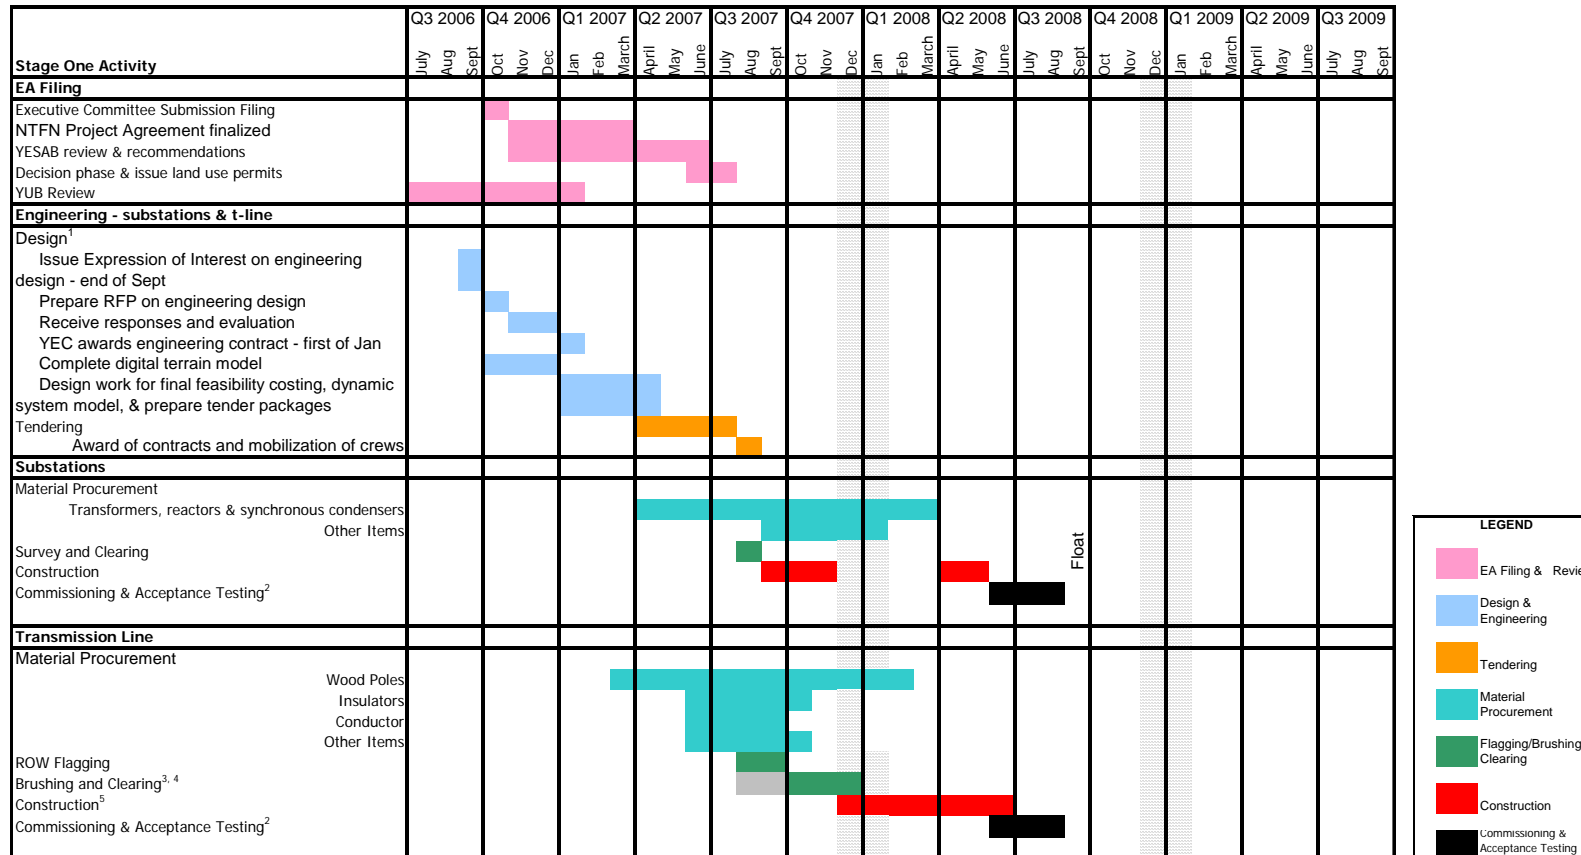 Q3 2006 Q4 2006 Q1 2007 Q2 2007 Q3 2007 Q4 2007 Q1 2008 Q2 2008 Q3 2008 Q4 2008 Q1 2009 Q2 2009 Q3 2009
Stage One Activity July Aug Sept Oct Nov Dec Jan Feb March April May June July Aug Sept Oct Nov Dec Jan Feb March April May June July Aug Sept Oct Nov Dec Jan Feb March April May June July Aug Sept
EA Filing
Executive Committee Submission Filing
NTFN Project Agreement finalized
YESAB review & recommendations
Decision phase & issue land use permits
YUB Review
Engineering - substations & t-line
Design1
Issue Expression of Interest on engineering
design - end of Sept
Prepare RFP on engineering design
Receive responses and evaluation
YEC awards engineering contract - first of Jan
Complete digital terrain model
Design work for final feasibility costing, dynamic
system model, & prepare tender packages
Tendering
Award of contracts and mobilization of crews
Substations
Material Procurement
Transformers, reactors & synchronous condensers
Other Items
Survey and Clearing
Construction
Commissioning & Acceptance Testing2
Float
Transmission Line
Material Procurement
Wood Poles
Insulators
Conductor
Other Items
ROW Flagging
Brushing and Clearing3, 4
Construction5
Commissioning & Acceptance Testing2
LEGEND
EA Filing & Revie
Design &
Engineering
Tendering
Material
Procurement
Flagging/Brushing
Clearing
Construction
Commissioning &
Acceptance Testing